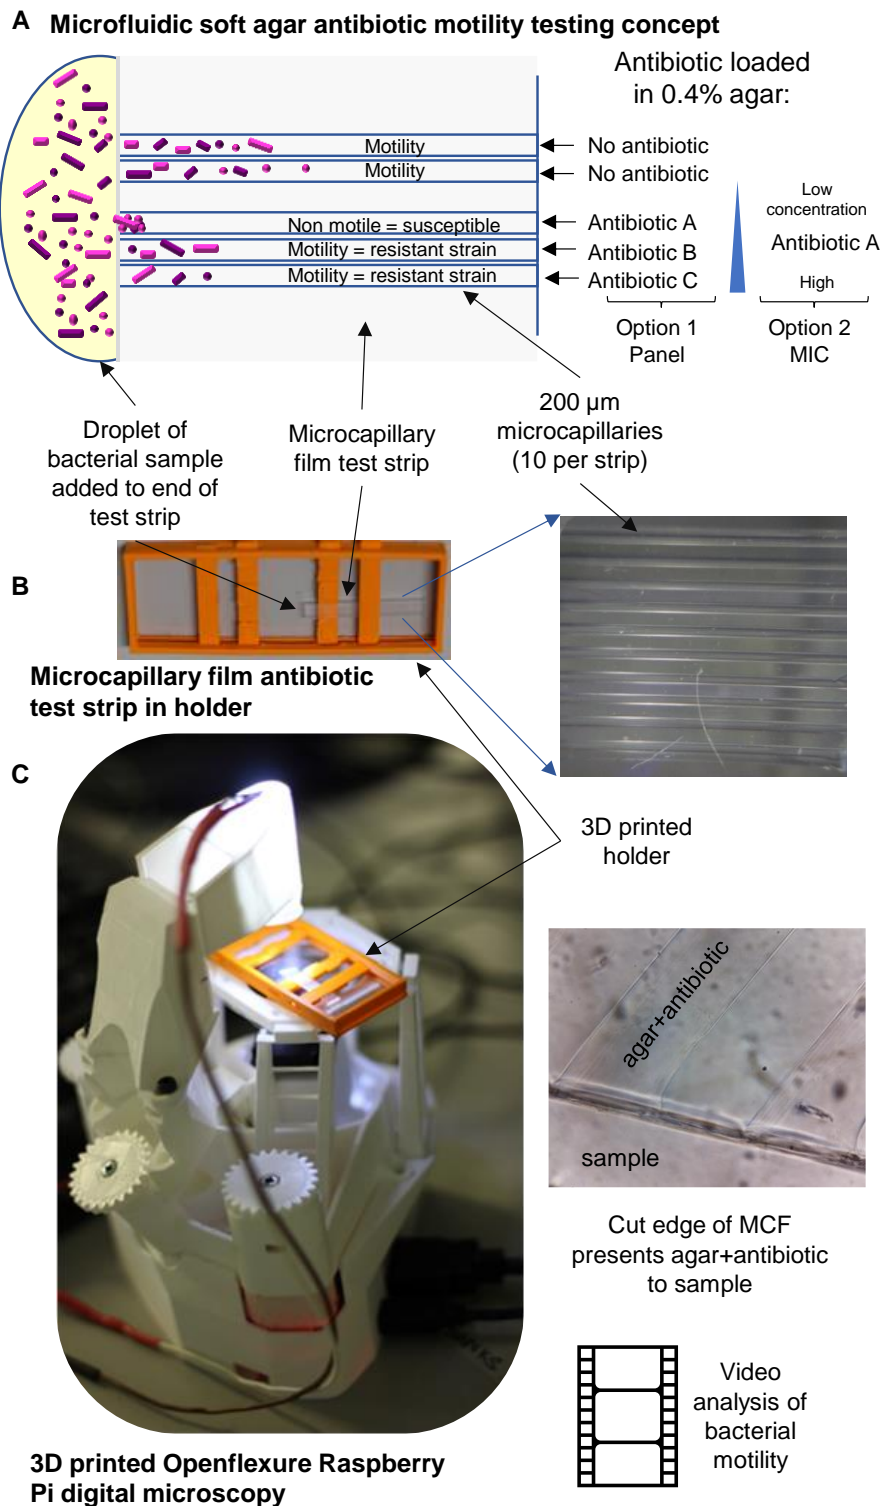 A Microfluidic soft agar antibiotic motility testing concept
Antibiotic loaded
in 0.4% agar:
Motility
No antibiotic
Motility
No antibiotic
Low
concentration
Non motile = susceptible
Antibiotic A
Antibiotic A
Motility = resistant strain
Antibiotic B
Motility = resistant strain
Antibiotic C
High
Option 1
Panel
Option 2
MIC
Droplet of
bacterial sample
added to end of
test strip
Microcapillary
film test strip
200 µm
microcapillaries
(10 per strip)
B
Microcapillary film antibiotic
test strip in holder
C
3D printed
holder
agar+antibiotic
sample
Cut edge of MCF
presents agar+antibiotic
to sample
Video
analysis of
bacterial
motility
3D printed Openflexure Raspberry
Pi digital microscopy